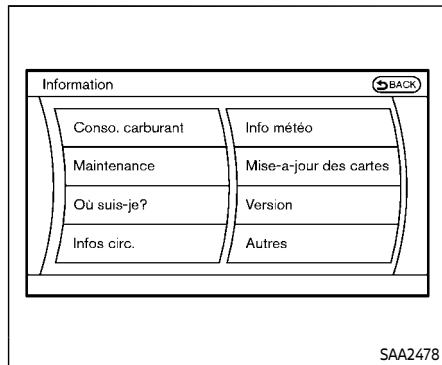 Information
BACK
Conso. carburant
Info météo
Maintenance
Mise-a-jour des cartes
Où suis-je?
Version
Infos circ.
Autres
SAA2478